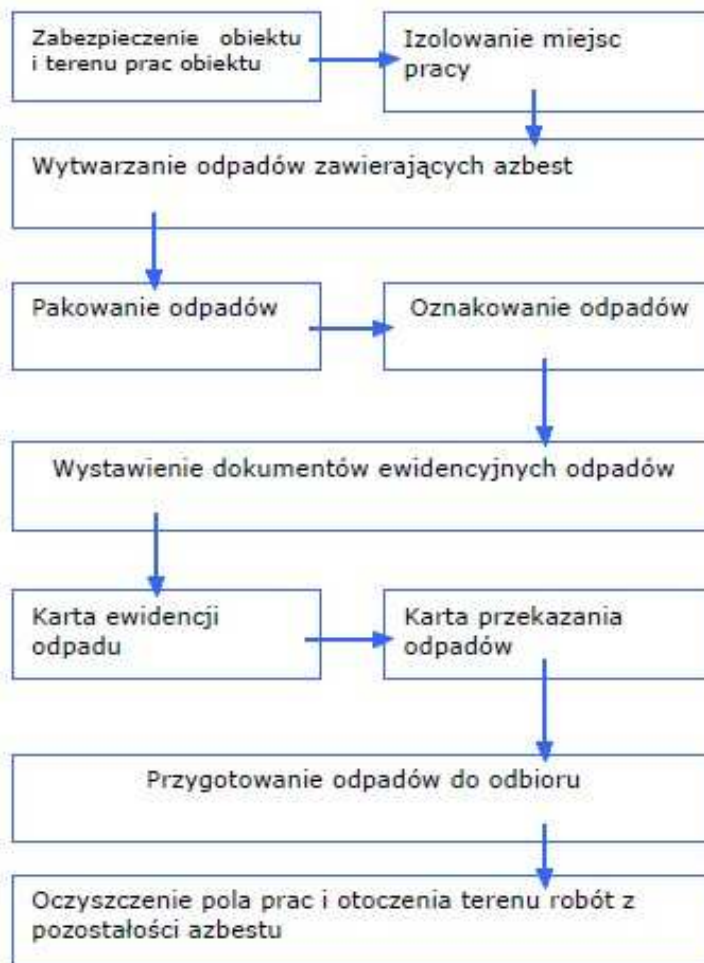 Zabezpieczenie obiektu
i terenu prac obiektu
Izolowanie miejsc
pracy
Wytwarzanie odpadów zawierających azbest
Pakowanie odpadów
Oznakowanie odpadów
Wystawienie dokumentów ewidencyjnych odpadów
Karta ewidencji
odpadu
Karta przekazania
odpadów
Przygotowanie odpadów do odbioru
Oczyszczenie pola prac i otoczenia terenu robót z
pozostałości azbestu